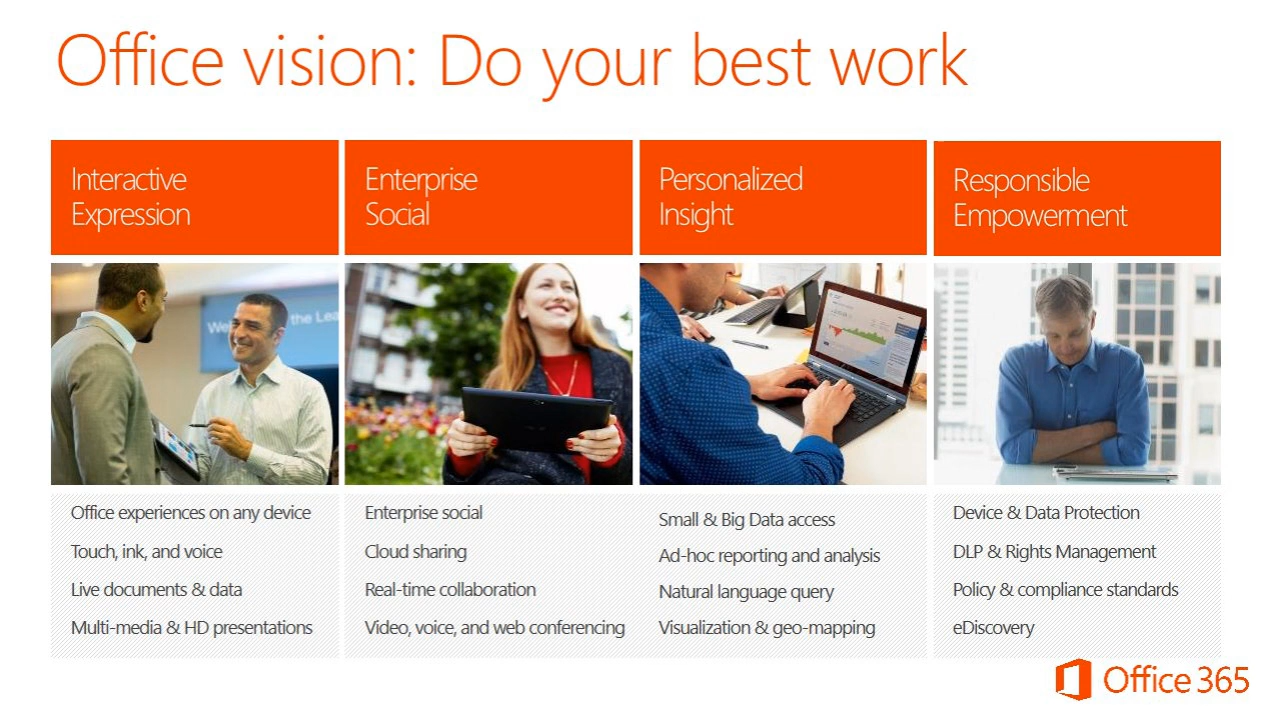 Office vision: Do your best work
Interactive
Expression
Enterprise
Social
Personalized
Insight
Responsible
Empowerment
We the Lea
Office experiences on any device
Touch, ink, and voice
Live documents & data
Multi-media & HD presentations
Enterprise social
Cloud sharing
Real-time collaboration
Video, voice, and web conferencing
Small & Big Data access
Ad-hoc reporting and analysis
Natural language query
Visualization & geo-mapping
Device & Data Protection
DLP & Rights Management
Policy & compliance standards
eDiscovery
Office 365